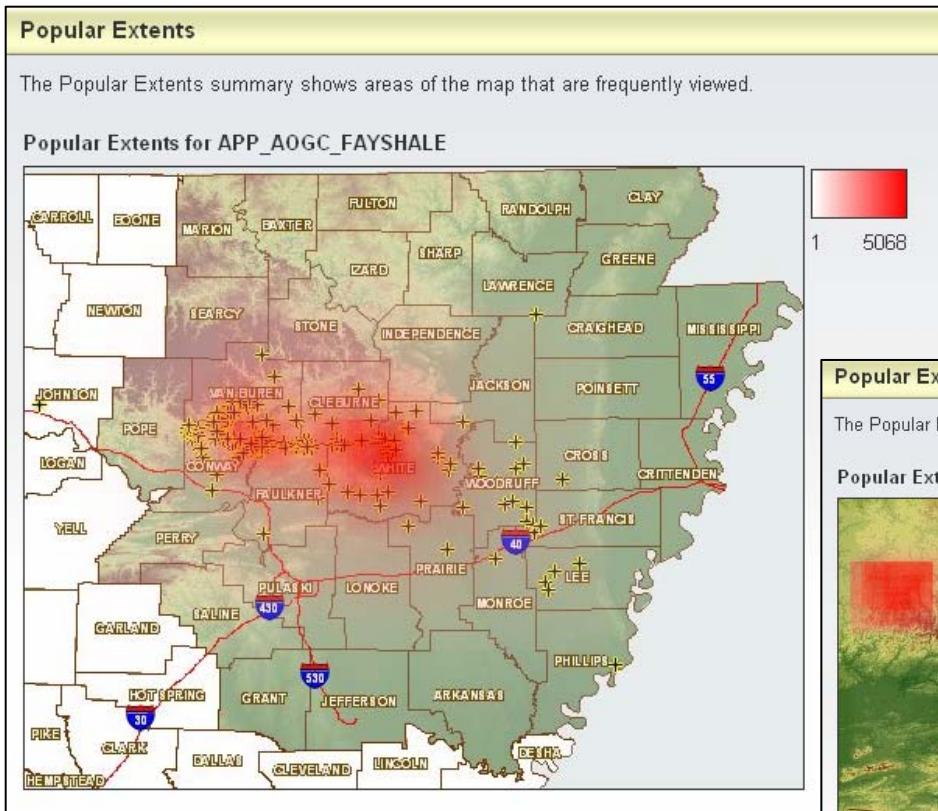 Popular Extents
The Popular Extents summary shows areas of the map that are frequently viewed.
Popular Extents for APP_AOGC_FAYSHALE
1 5068
CARROLL
BOONE
MARION
BAXTER
FULTON
RANDOLPH
CLAY
SHARP
IZARD
GREENE
LAWRENCE
NEWTON
SEARCY
STONE
INDEPENDENCE
CRAIGHEAD
MISSISSIPPI
55
JOHNSON
VAN BUREN
CLEBURNE
JACKSON
POINSETT
POPE
LOGAN
CONWAY
WHITE
WOODRUFF
CROSS
CRITTENDEN
FAULKNER
ST. FRANCIS
YELL
PERRY
40
PRAIRIE
LEE
PULASKI
LONOKE
MONROE
430
SALINE
GARLAND
PHILLIPS
530
HOT SPRING
GRANT
JEFFERSON
ARKANSAS
30
PIKE
CLARK
DALLAS
CLEVELAND
LINCOLN
DESHA
HEMPSTEAD
Popular Ex
The Popular
Popular Ext